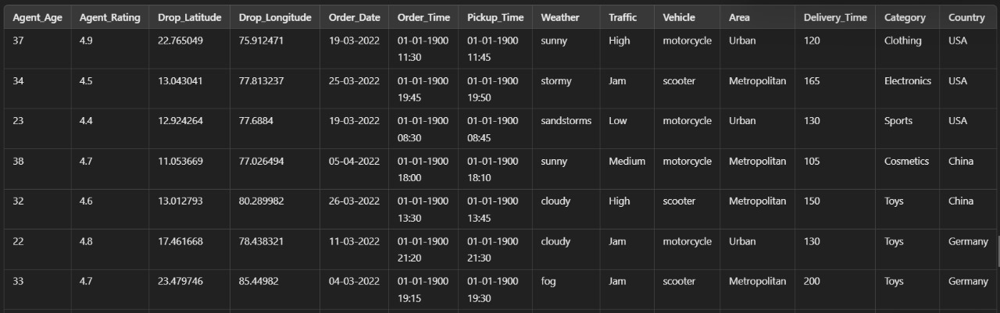 Agent_Age Agent_Rating Drop_Latitude Drop_Longitude Order_Date Order_Time Pickup_Time Weather Traffic Vehicle Area Delivery_Time Category Country
37 4.9 22.765049 75.912471 19-03-2022 01-01-1900 01-01-1900 sunny High motorcycle Urban 120 Clothing USA
11:30 11:45
34 4.5 13.043041 77.813237 25-03-2022 01-01-1900 01-01-1900 stormy Jam scooter Metropolitan 165 Electronics USA
19:45 19:50
23 4.4 12.924264 77.6884 19-03-2022 01-01-1900 01-01-1900 sandstorms Low motorcycle Urban 130 Sports USA
08:30 08:45
38 4.7 11.053669 77.026494 05-04-2022 01-01-1900 01-01-1900 sunny Medium motorcycle Metropolitan 105 Cosmetics China
18:00 18:10
32 4.6 13.012793 80.289982 26-03-2022 01-01-1900 01-01-1900 cloudy High scooter Metropolitan 150 Toys China
13:30 13:45
22 4.8 17.461668 78.438321 11-03-2022 01-01-1900 01-01-1900 cloudy Jam motorcycle Urban 130 Toys Germany
21:20 21:30
33 4.7 23.479746 85.44982 04-03-2022 01-01-1900 01-01-1900 fog Jam scooter Metropolitan 200 Toys Germany
19:15 19:30